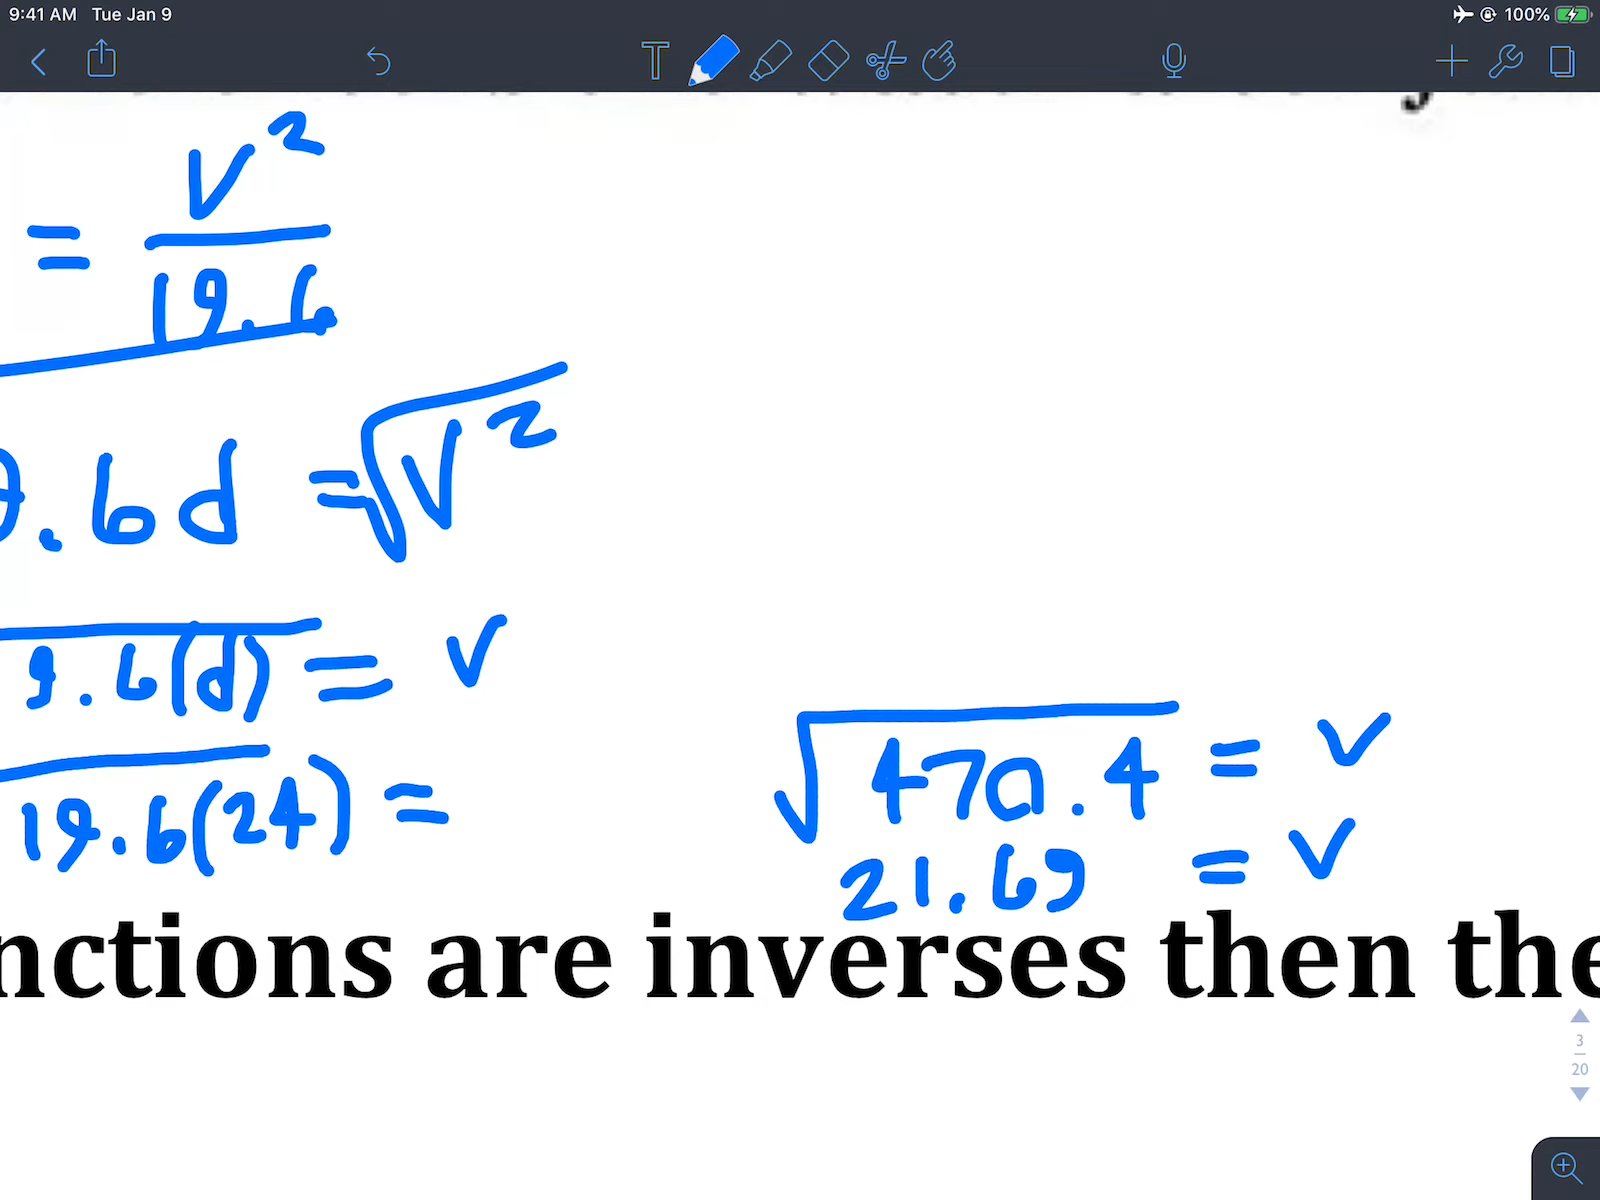 9:41 AM Tue Jan 9 100%
T
= v²/19.6
.6d = √v²
9.6(d) = v
19.6(24) =
√470.4 = v
21.69 = v
nctions are inverses then the
3
20